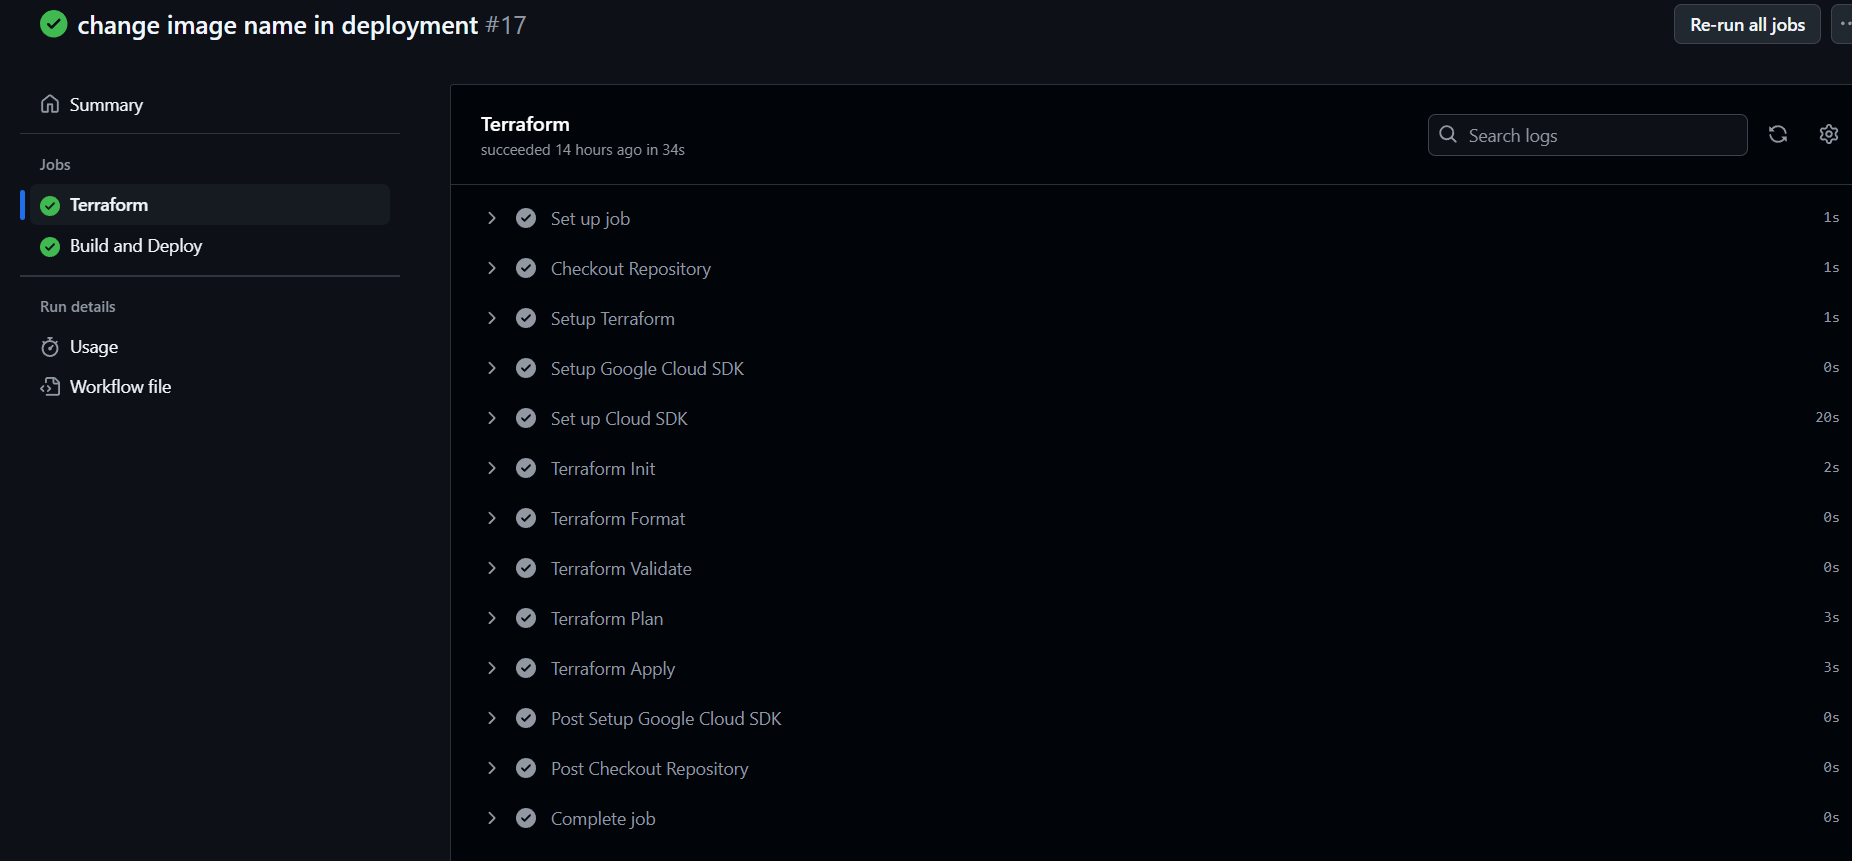 change image name in deployment #17
Re-run all jobs
Summary
Jobs
Terraform
Build and Deploy
Run details
Usage
Workflow file
Terraform
succeeded 14 hours ago in 34s
Search logs
Set up job 1s
Checkout Repository 1s
Setup Terraform 1s
Setup Google Cloud SDK 0s
Set up Cloud SDK 20s
Terraform Init 2s
Terraform Format 0s
Terraform Validate 0s
Terraform Plan 3s
Terraform Apply 3s
Post Setup Google Cloud SDK 0s
Post Checkout Repository 0s
Complete job 0s